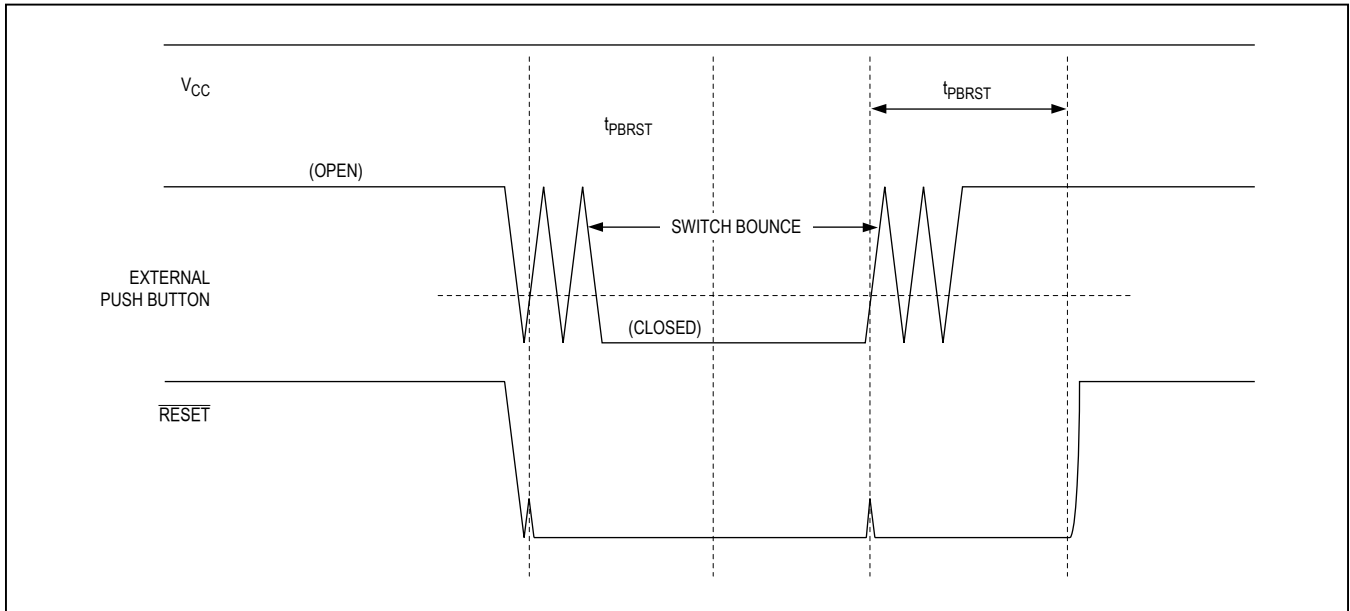 V_CC
t_PBRST
t_PBRST
(OPEN)
SWITCH BOUNCE
EXTERNAL
PUSH BUTTON
(CLOSED)
RESET